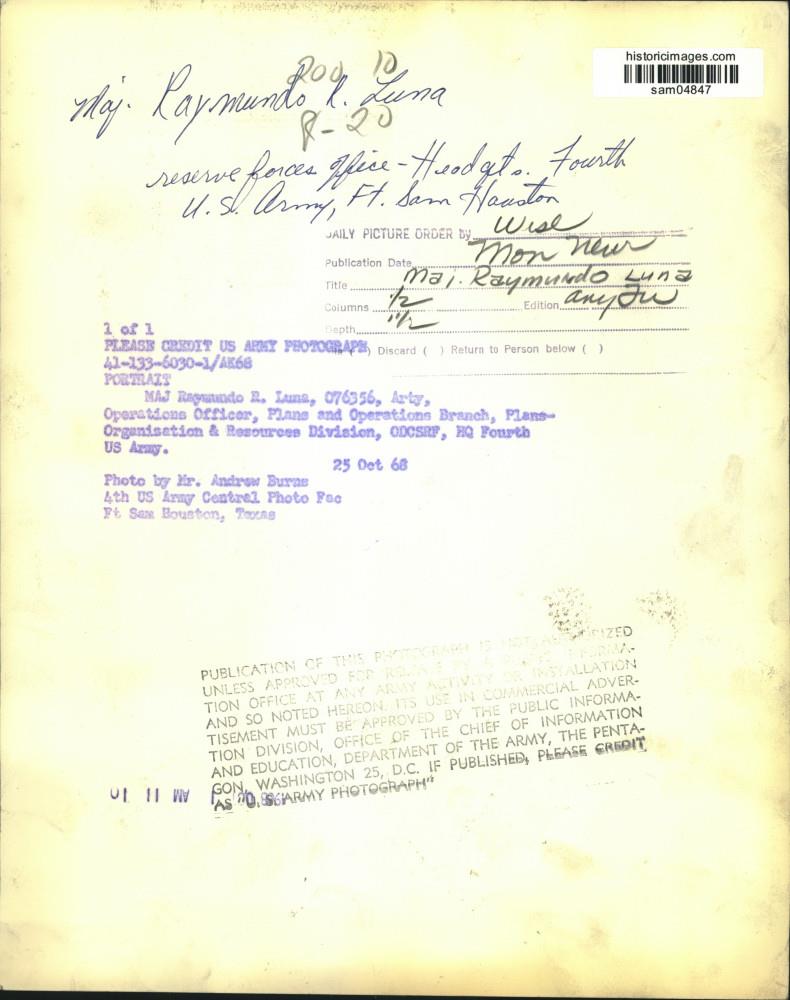 historicimages.com
sam04847
200 10
Maj. Raymundo R. Luna
R-20
reserve forces office - Headqts. Fourth
U.S. Army, Ft. Sam Houston
DAILY PICTURE ORDER by Wise
Publication Date Mon New
Title Maj. Raymundo Luna
Columns 1/2 Edition any
Depth 1 1/2
( ) Discard ( ) Return to Person below ( )
1 of 1
PLEASE CREDIT US ARMY PHOTOGRAPH
41-133-6030-1/AK68
PORTRAIT
MAJ Raymundo R. Luna, 076356, Arty,
Operations Officer, Plans and Operations Branch, Plans-
Organization & Resources Division, ODCSRF, HQ Fourth
US Army.
25 Oct 68
Photo by Mr. Andrew Burns
4th US Army Central Photo Fac
Ft Sam Houston, Texas
PUBLICATION OF THIS PHOTOGRAPH IS NOT AUTHORIZED
UNLESS APPROVED FOR RELEASE BY A PUBLIC INFORMA-
TION OFFICE AT ANY ARMY ACTIVITY OR INSTALLATION
AND SO NOTED HEREON. ITS USE IN COMMERCIAL ADVER-
TISEMENT MUST BE APPROVED BY THE PUBLIC INFORMA-
TION DIVISION, OFFICE OF THE CHIEF OF INFORMATION
AND EDUCATION, DEPARTMENT OF THE ARMY, THE PENTA-
GON, WASHINGTON 25, D.C. IF PUBLISHED, PLEASE CREDIT
AS "U.S. ARMY PHOTOGRAPH"
AM 11 10